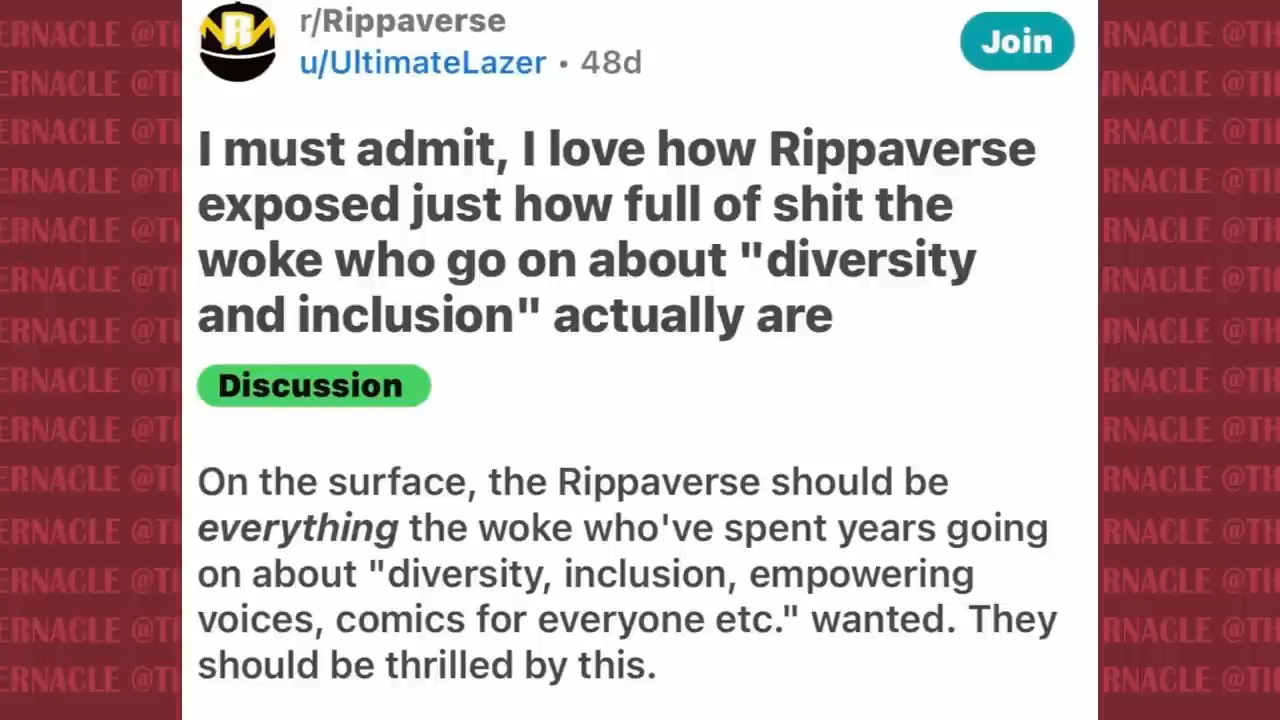 r/Rippaverse
u/UltimateLazer • 48d
Join
I must admit, I love how Rippaverse
exposed just how full of shit the
woke who go on about "diversity
and inclusion" actually are
Discussion
On the surface, the Rippaverse should be
everything the woke who've spent years going
on about "diversity, inclusion, empowering
voices, comics for everyone etc." wanted. They
should be thrilled by this.